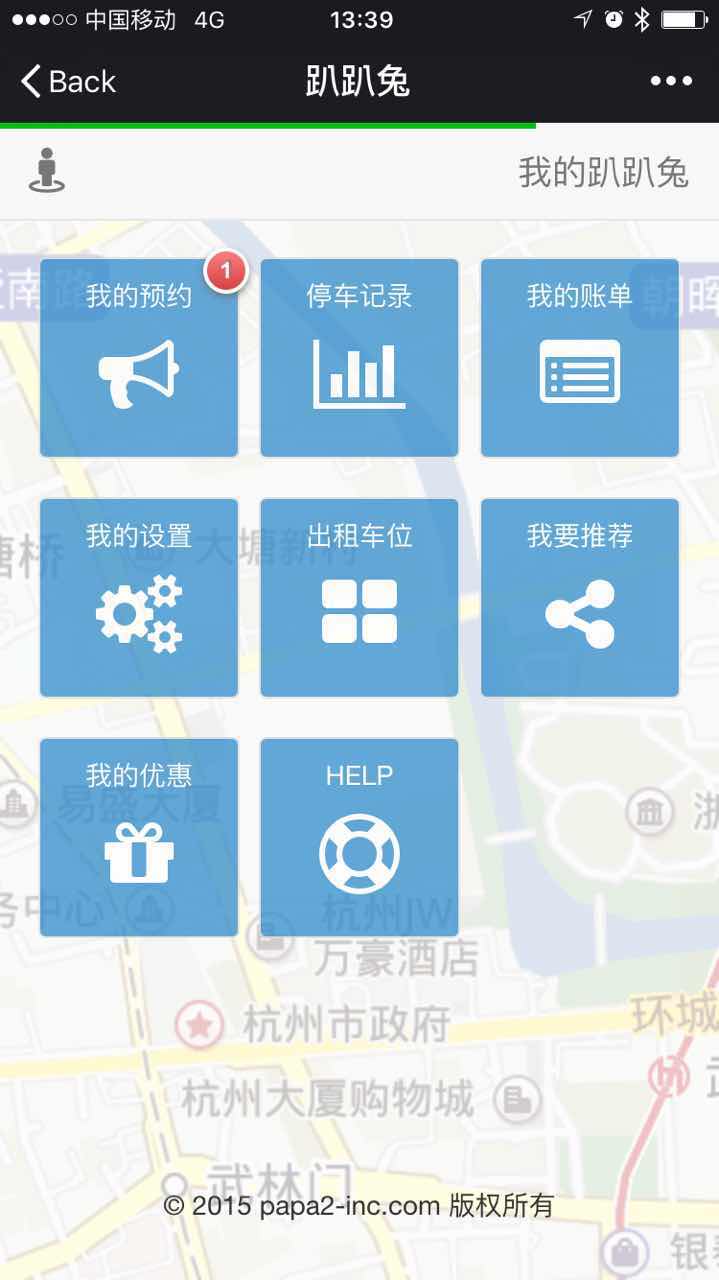 中国移动 4G 13:39
Back 趴趴兔
我的趴趴兔
南路
朝晖
我的预约 1 停车记录 我的账单
塘桥
大塘新村
我的设置 出租车位 我要推荐
我的优惠 HELP
易盛大厦
浙
务中心
杭州JW
万豪酒店
杭州市政府
环城
杭州大厦购物城
武
武林门
© 2015 papa2-inc.com 版权所有
银